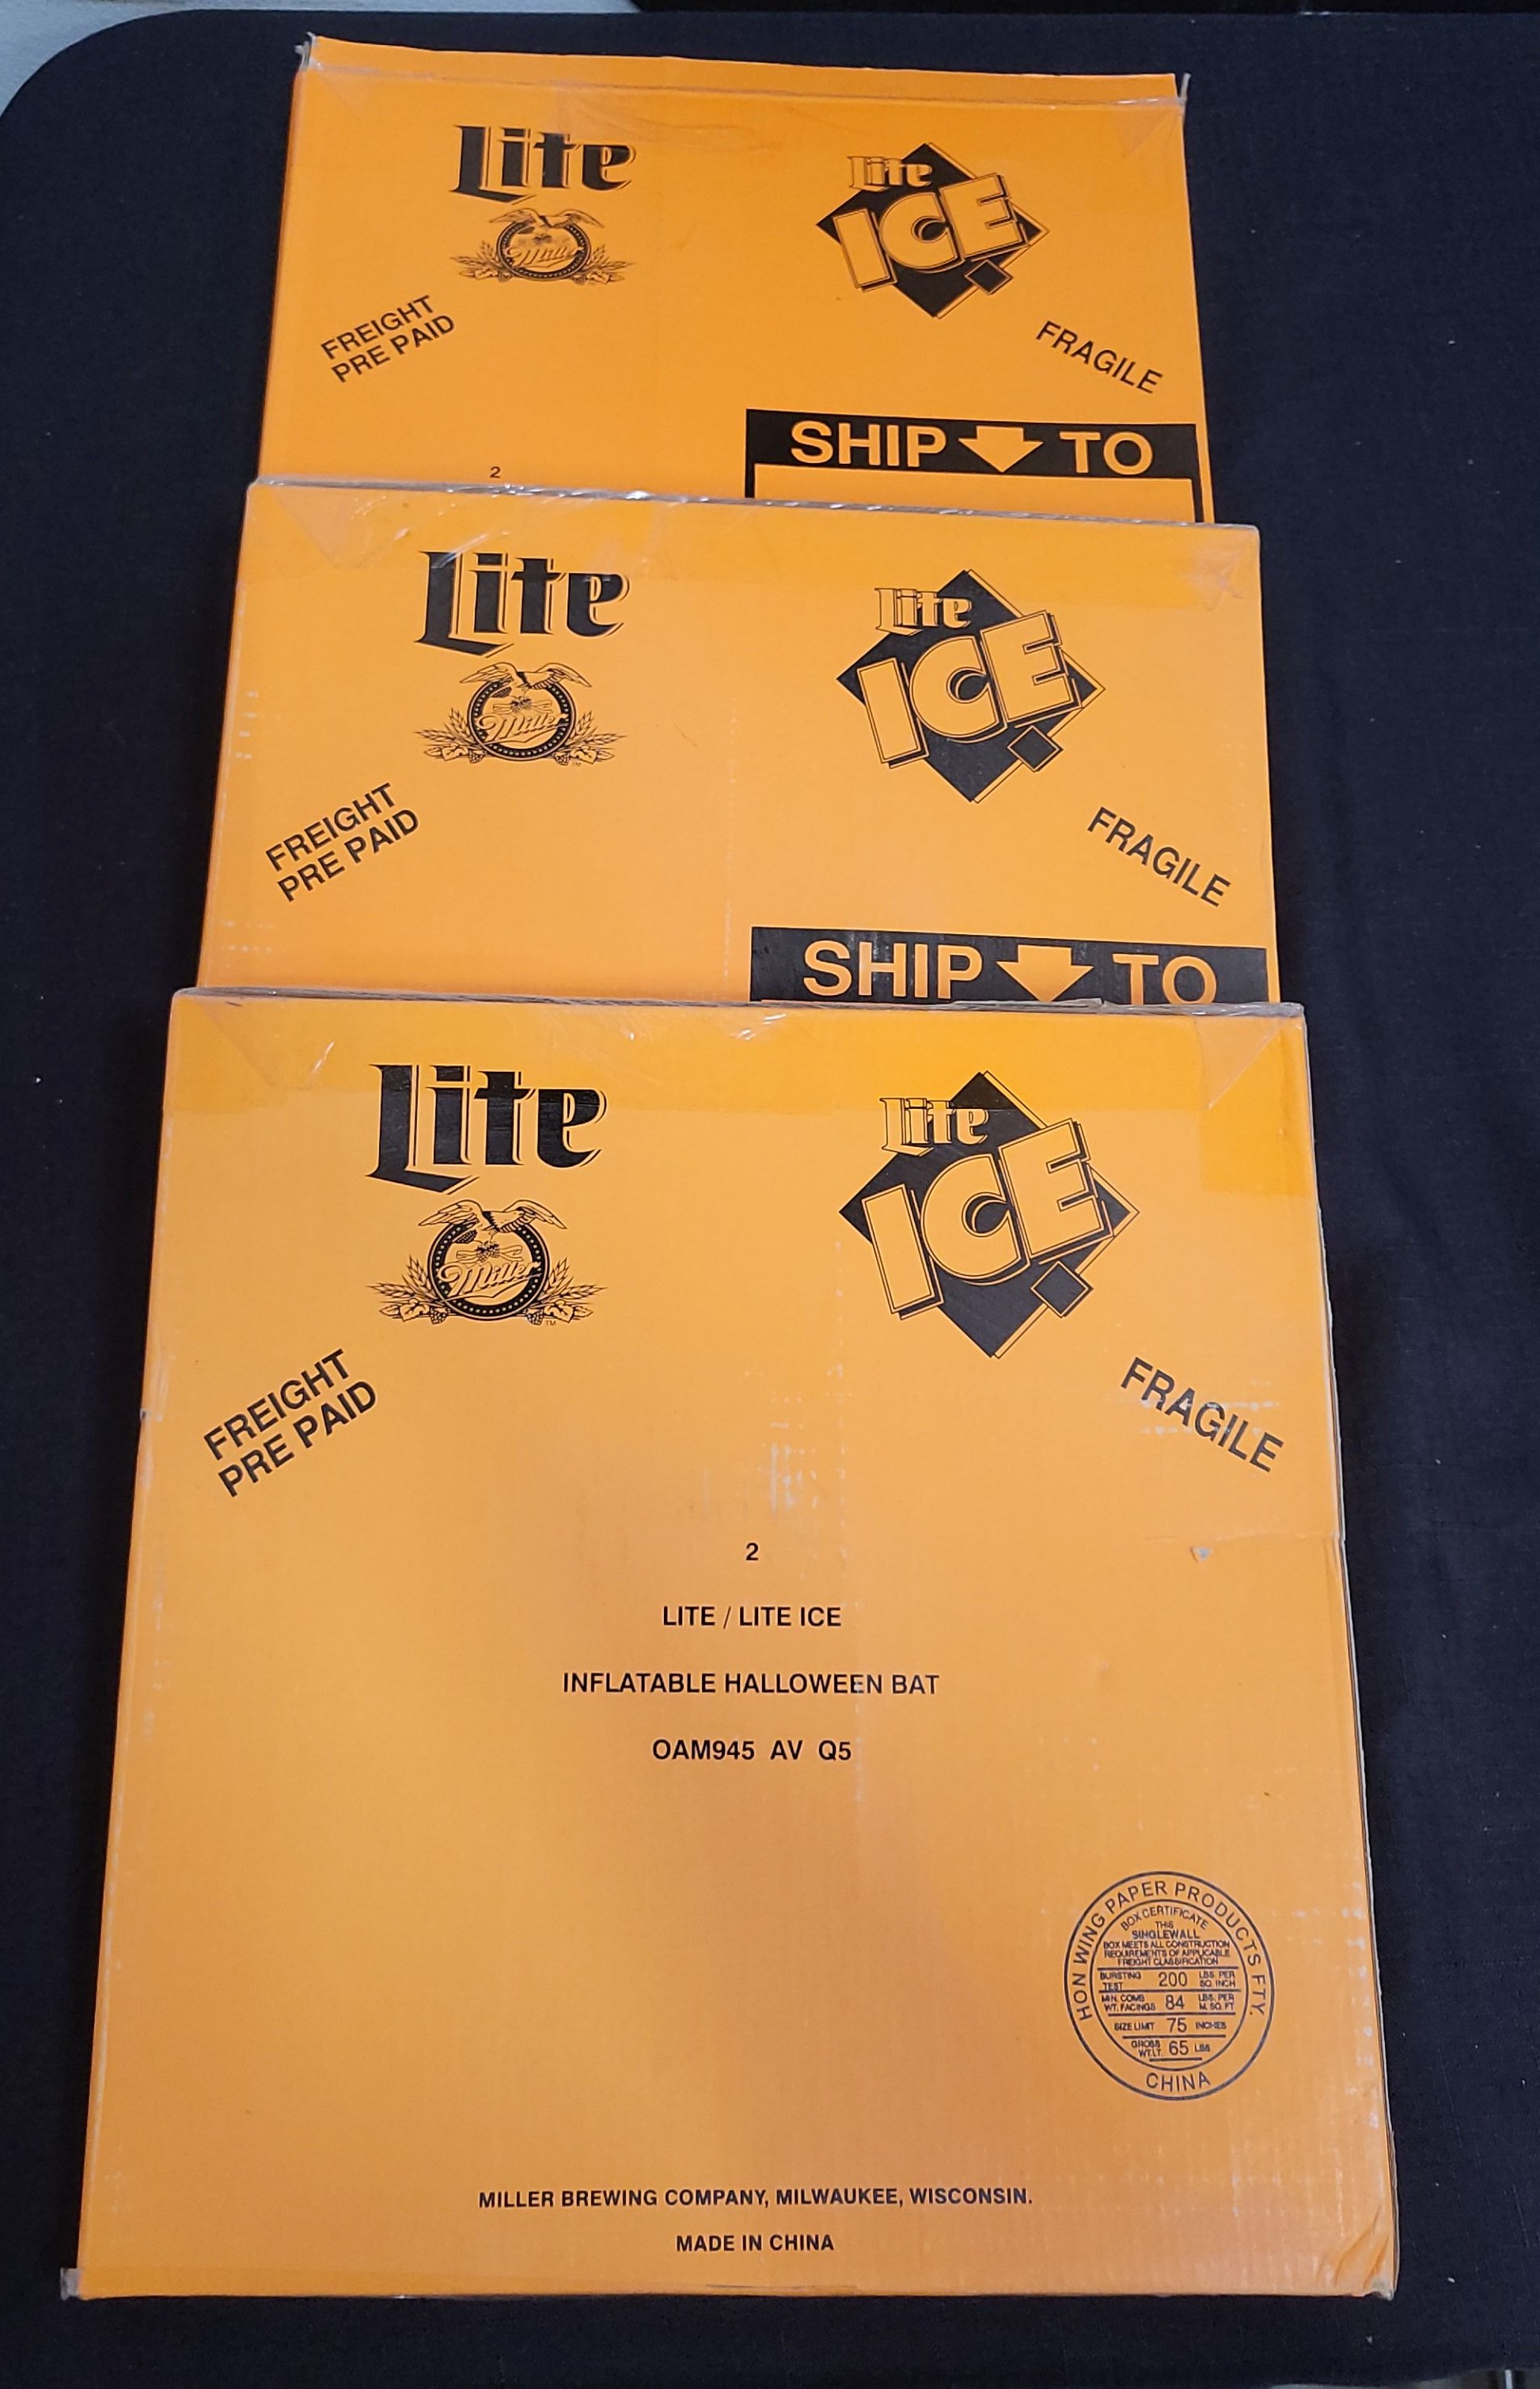 Lite
Miller
Lite
ICE
FREIGHT
PRE PAID
FRAGILE
SHIP TO
2
Lite
Miller
TM
Lite
ICE
FREIGHT
PRE PAID
FRAGILE
SHIP TO
Lite
Miller
TM
Lite
ICE
FREIGHT
PRE PAID
FRAGILE
2
LITE / LITE ICE
INFLATABLE HALLOWEEN BAT
OAM945 AV Q5
HON WING PAPER PRODUCTS FTY.
BOX CERTIFICATE
THIS
SINGLEWALL
BOX MEETS ALL CONSTRUCTION
REQUIREMENTS OF APPLICABLE
FREIGHT CLASSIFICATION
BURSTING TEST 200 LBS PER SQ. INCH
MIN. COMB WT. FACINGS 84 LBS. PER M. SQ. FT.
SIZE LIMIT 75 INCHES
GROSS WT.LT. 65 LBS
CHINA
MILLER BREWING COMPANY, MILWAUKEE, WISCONSIN.
MADE IN CHINA